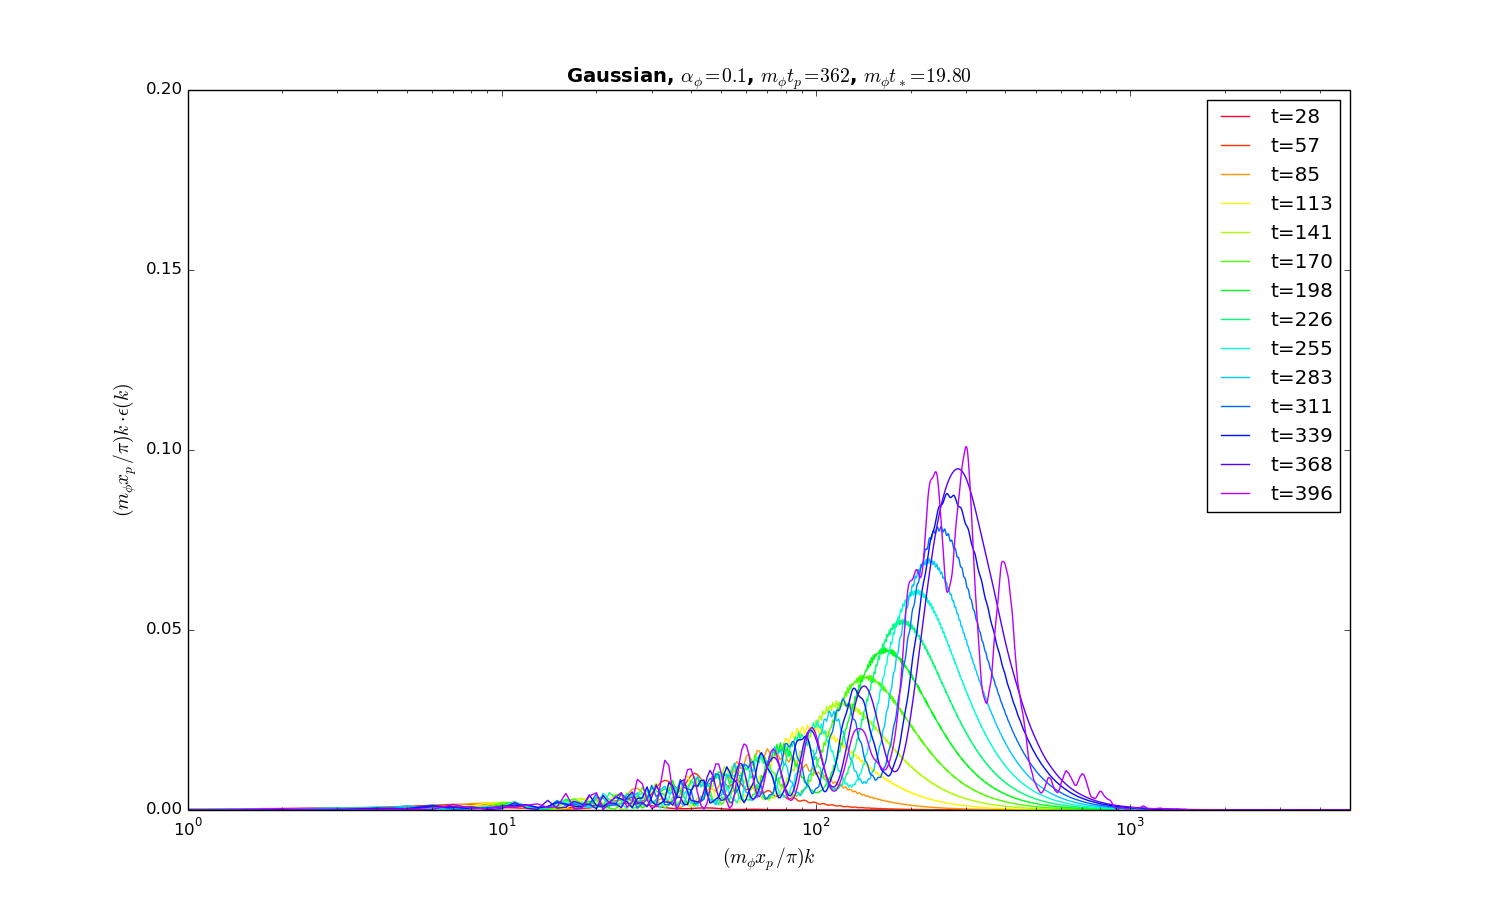 Gaussian, α_ϕ=0.1, m_ϕt_p=362, m_ϕt_*=19.80
0.20
0.15
0.10
0.05
0.00
(m_ϕx_p/π)k·ϵ(k)
10^0
10^1
10^2
10^3
(m_ϕx_p/π)k
t=28
t=57
t=85
t=113
t=141
t=170
t=198
t=226
t=255
t=283
t=311
t=339
t=368
t=396